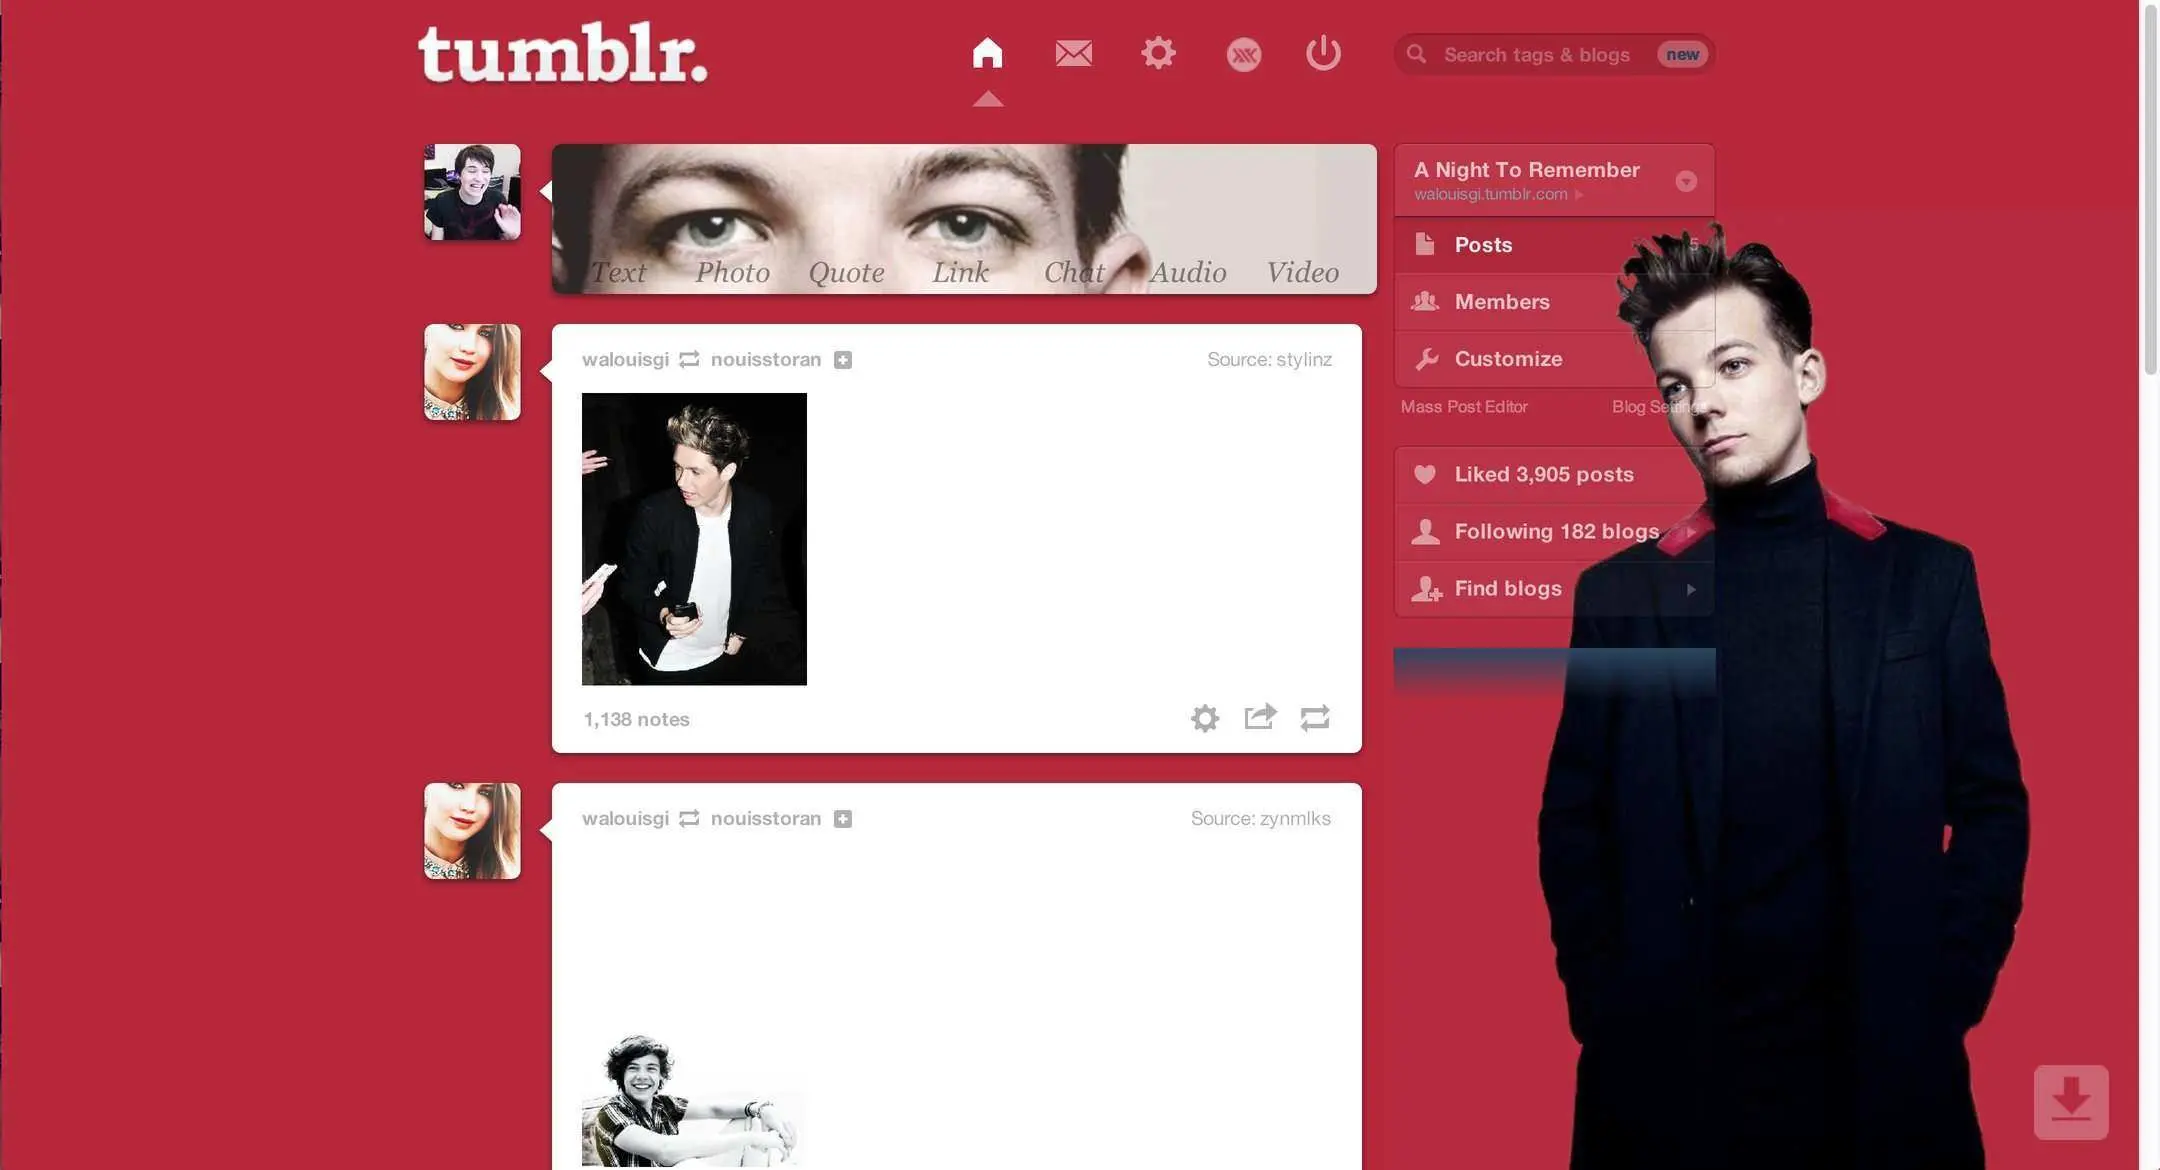 tumblr.
Search tags & blogs new
A Night To Remember
walouisgi.tumblr.com
Text Photo Quote Link Chat Audio Video
Posts 5
Members
Customize
Mass Post Editor Blog Settings
Liked 3,905 posts
Following 182 blogs
Find blogs
walouisgi nouisstoran Source: stylinz
1,138 notes
walouisgi nouisstoran Source: zynmlks